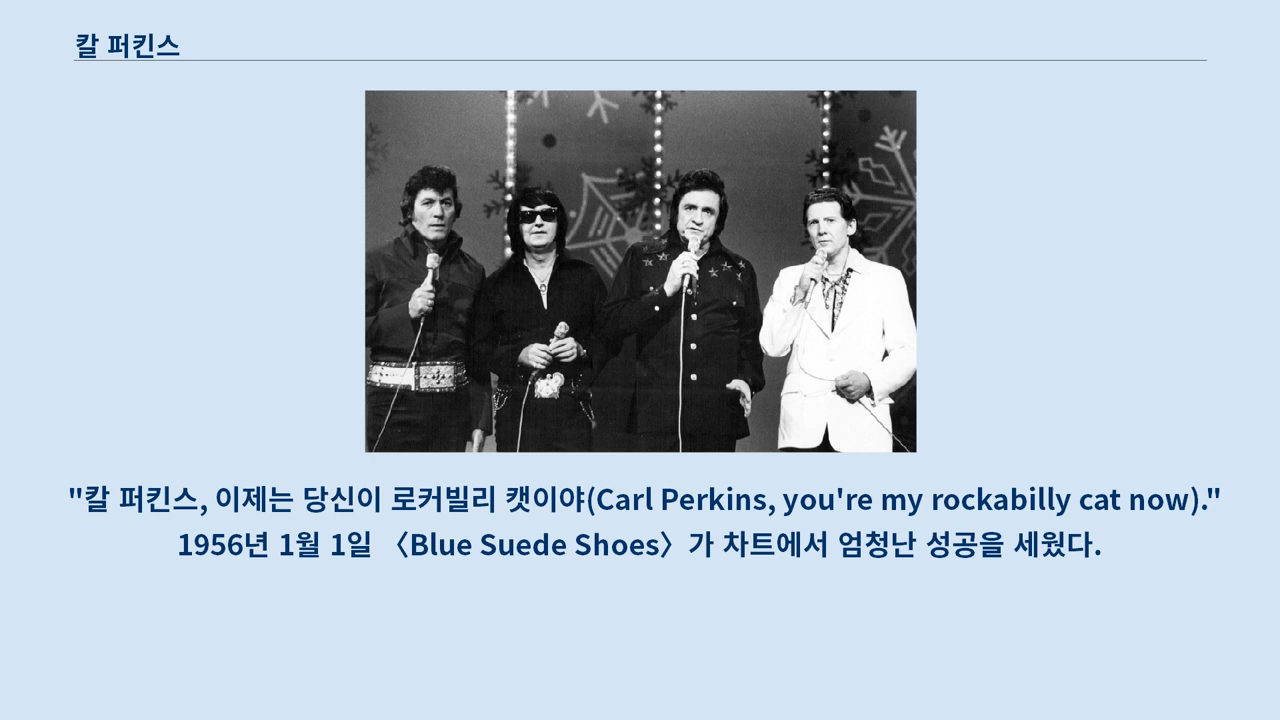 칼 퍼킨스
"칼 퍼킨스, 이제는 당신이 로커빌리 캣이야(Carl Perkins, you're my rockabilly cat now)."
1956년 1월 1일 〈Blue Suede Shoes〉가 차트에서 엄청난 성공을 세웠다.